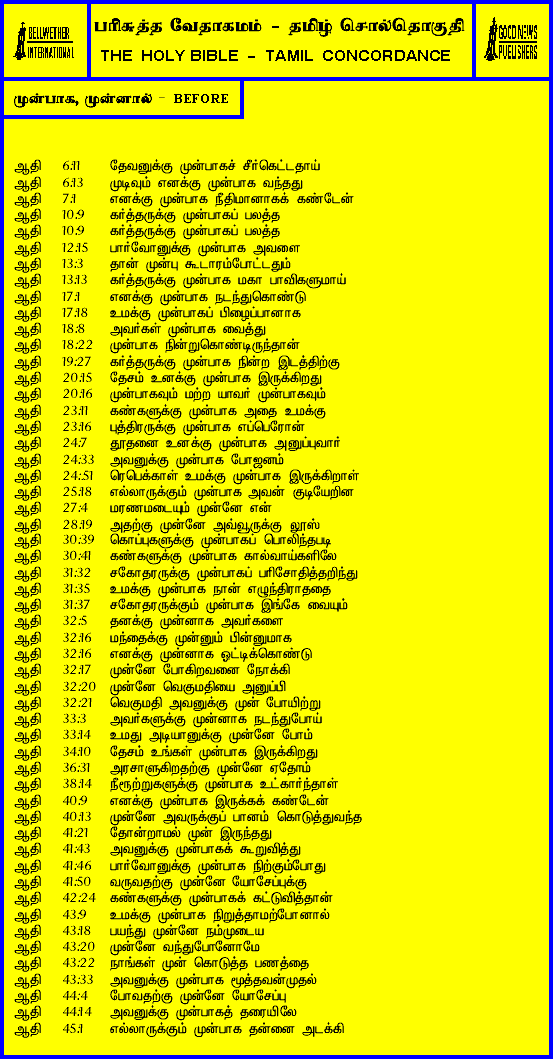 BELLWETHER
INTERNATIONAL
பரிசுத்த வேதாகமம் – தமிழ் சொல்தொகுதி
THE HOLY BIBLE – TAMIL CONCORDANCE
GOOD NEWS
PUBLISHERS
முன்பாக, முன்னால் – BEFORE
ஆதி 6:11 தேவனுக்கு முன்பாகச் சீர்கெட்டதாய்
ஆதி 6:13 முடிவும் எனக்கு முன்பாக வந்தது
ஆதி 7:1 எனக்கு முன்பாக நீதிமானாகக் கண்டேன்
ஆதி 10:9 கர்த்தருக்கு முன்பாகப் பலத்த
ஆதி 10:9 கர்த்தருக்கு முன்பாகப் பலத்த
ஆதி 12:15 பார்வோனுக்கு முன்பாக அவளை
ஆதி 13:3 தான் முன்பு கூடாரம்போட்டதும்
ஆதி 13:13 கர்த்தருக்கு முன்பாக மகா பாவிகளுமாய்
ஆதி 17:1 எனக்கு முன்பாக நடந்துகொண்டு
ஆதி 17:18 உமக்கு முன்பாகப் பிழைப்பானாக
ஆதி 18:8 அவர்கள் முன்பாக வைத்து
ஆதி 18:22 முன்பாக நின்றுகொண்டிருந்தான்
ஆதி 19:27 கர்த்தருக்கு முன்பாக நின்ற இடத்திற்கு
ஆதி 20:15 தேசம் உனக்கு முன்பாக இருக்கிறது
ஆதி 20:16 முன்பாகவும் மற்ற யாவர் முன்பாகவும்
ஆதி 23:11 கண்களுக்கு முன்பாக அதை உமக்கு
ஆதி 23:16 புத்திரருக்கு முன்பாக எப்பெரோன்
ஆதி 24:7 தூதனை உனக்கு முன்பாக அனுப்புவார்
ஆதி 24:33 அவனுக்கு முன்பாக போஜனம்
ஆதி 24:51 ரெபெக்காள் உமக்கு முன்பாக இருக்கிறாள்
ஆதி 25:18 எல்லாருக்கும் முன்பாக அவன் குடியேறின
ஆதி 27:4 மரணமடையும் முன்னே என்
ஆதி 28:19 அதற்கு முன்னே அவ்வூருக்கு லூஸ்
ஆதி 30:39 கொப்புகளுக்கு முன்பாகப் பொலிந்தபடி
ஆதி 30:41 கண்களுக்கு முன்பாக கால்வாய்களிலே
ஆதி 31:32 சகோதரருக்கு முன்பாகப் பரிசோதித்தறிந்து
ஆதி 31:35 உமக்கு முன்பாக நான் எழுந்திராததை
ஆதி 31:37 சகோதரருக்கும் முன்பாக இங்கே வையும்
ஆதி 32:5 தனக்கு முன்னாக அவர்களை
ஆதி 32:16 மந்தைக்கு முன்னும் பின்னுமாக
ஆதி 32:16 எனக்கு முன்னாக ஓட்டிக்கொண்டு
ஆதி 32:17 முன்னே போகிறவனை நோக்கி
ஆதி 32:20 முன்னே வெகுமதியை அனுப்பி
ஆதி 32:21 வெகுமதி அவனுக்கு முன் போயிற்று
ஆதி 33:3 அவர்களுக்கு முன்னாக நடந்துபோய்
ஆதி 33:14 உமது அடியானுக்கு முன்னே போம்
ஆதி 34:10 தேசம் உங்கள் முன்பாக இருக்கிறது
ஆதி 36:31 அரசாளுகிறதற்கு முன்னே ஏதோம்
ஆதி 38:14 நீரூற்றுகளுக்கு முன்பாக உட்கார்ந்தாள்
ஆதி 40:9 எனக்கு முன்பாக இருக்கக் கண்டேன்
ஆதி 40:13 முன்னே அவருக்குப் பானம் கொடுத்துவந்த
ஆதி 41:21 தோன்றாமல் முன் இருந்தது
ஆதி 41:43 அவனுக்கு முன்பாகக் கூறுவித்து
ஆதி 41:46 பார்வோனுக்கு முன்பாக நிற்கும்போது
ஆதி 41:50 வருவதற்கு முன்னே யோசேப்புக்கு
ஆதி 42:24 கண்களுக்கு முன்பாகக் கட்டுவித்தான்
ஆதி 43:9 உமக்கு முன்பாக நிறுத்தாமற்போனால்
ஆதி 43:18 பயந்து முன்னே நம்முடைய
ஆதி 43:20 முன்னே வந்துபோனோமே
ஆதி 43:22 நாங்கள் முன் கொடுத்த பணத்தை
ஆதி 43:33 அவனுக்கு முன்பாக மூத்தவன்முதல்
ஆதி 44:4 போவதற்கு முன்னே யோசேப்பு
ஆதி 44:14 அவனுக்கு முன்பாகத் தரையிலே
ஆதி 45:1 எல்லாருக்கும் முன்பாக தன்னை அடக்கி